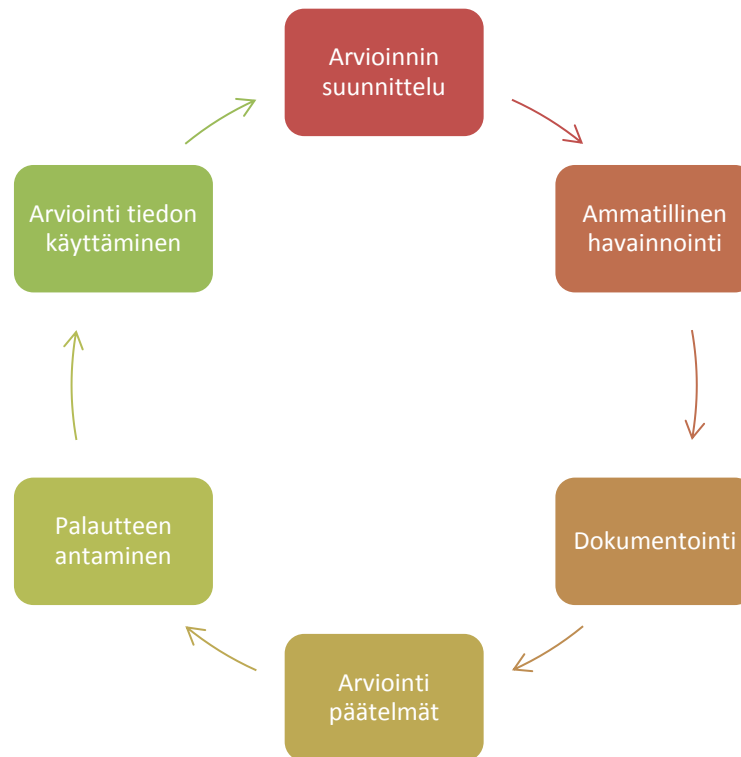 Arvioinnin
suunnittelu
Ammatillinen
havainnointi
Dokumentointi
Arviointi
päätelmät
Palautteen
antaminen
Arviointi tiedon
käyttäminen